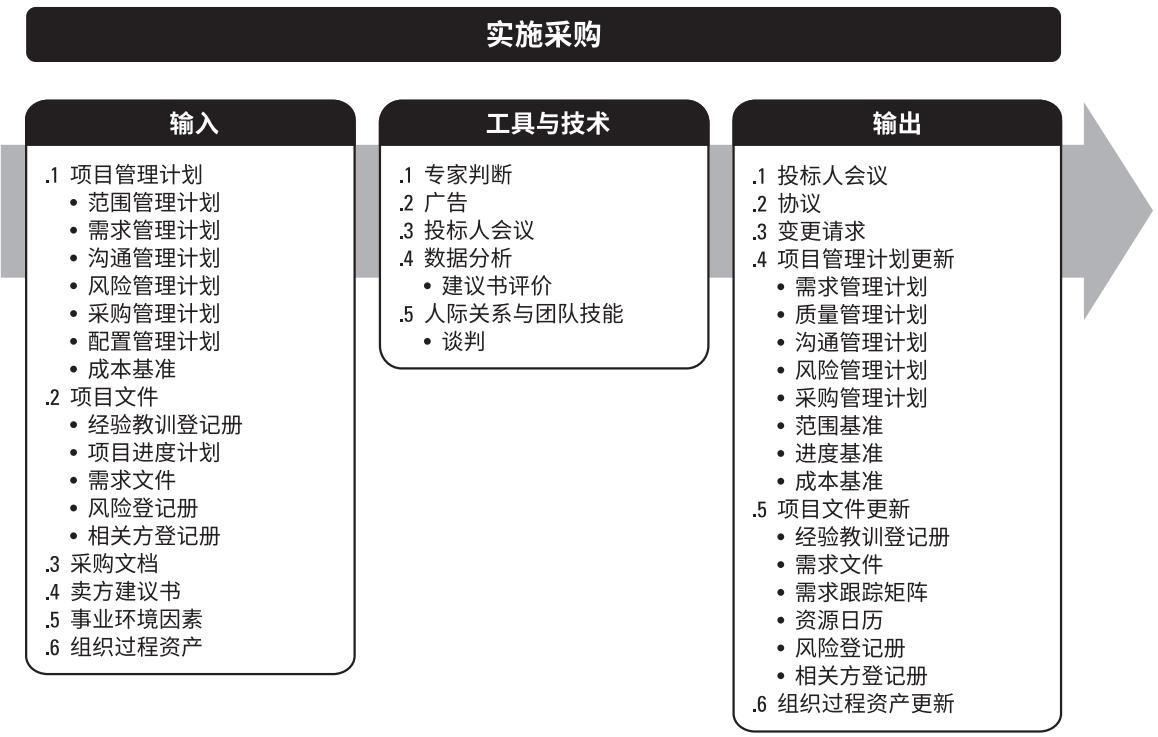 实施采购
输入
.1 项目管理计划
• 范围管理计划
• 需求管理计划
• 沟通管理计划
• 风险管理计划
• 采购管理计划
• 配置管理计划
• 成本基准
.2 项目文件
• 经验教训登记册
• 项目进度计划
• 需求文件
• 风险登记册
• 相关方登记册
.3 采购文档
.4 卖方建议书
.5 事业环境因素
.6 组织过程资产
工具与技术
.1 专家判断
.2 广告
.3 投标人会议
.4 数据分析
• 建议书评价
.5 人际关系与团队技能
• 谈判
输出
.1 投标人会议
.2 协议
.3 变更请求
.4 项目管理计划更新
• 需求管理计划
• 质量管理计划
• 沟通管理计划
• 风险管理计划
• 采购管理计划
• 范围基准
• 进度基准
• 成本基准
.5 项目文件更新
• 经验教训登记册
• 需求文件
• 需求跟踪矩阵
• 资源日历
• 风险登记册
• 相关方登记册
.6 组织过程资产更新